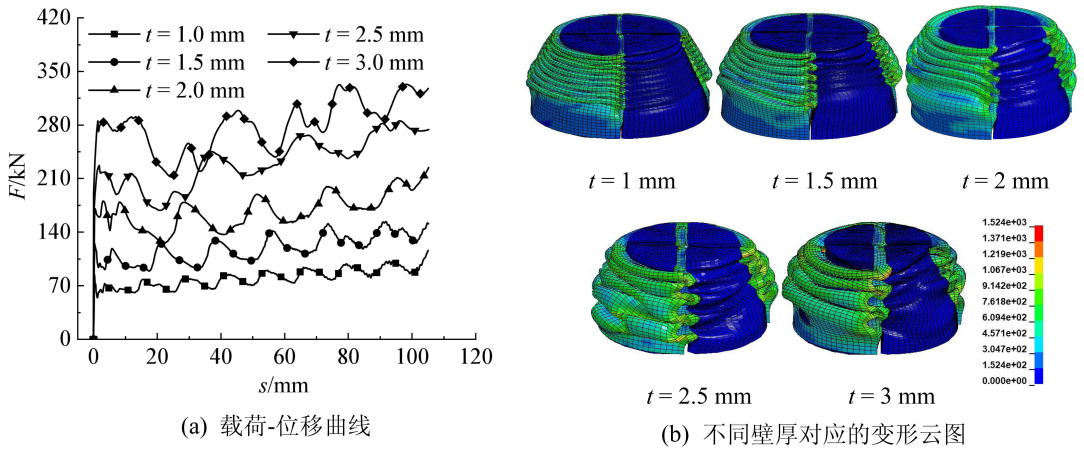 420
350
280
210
140
70
0
F/kN
t = 1.0 mm
t = 2.5 mm
t = 1.5 mm
t = 3.0 mm
t = 2.0 mm
0 20 40 60 80 100 120
s/mm
(a) 载荷-位移曲线
t = 1 mm
t = 1.5 mm
t = 2 mm
t = 2.5 mm
t = 3 mm
1.524e+03
1.371e+03
1.219e+03
1.067e+03
9.142e+02
7.618e+02
6.094e+02
4.571e+02
3.047e+02
1.524e+02
0.000e+00
(b) 不同壁厚对应的变形云图